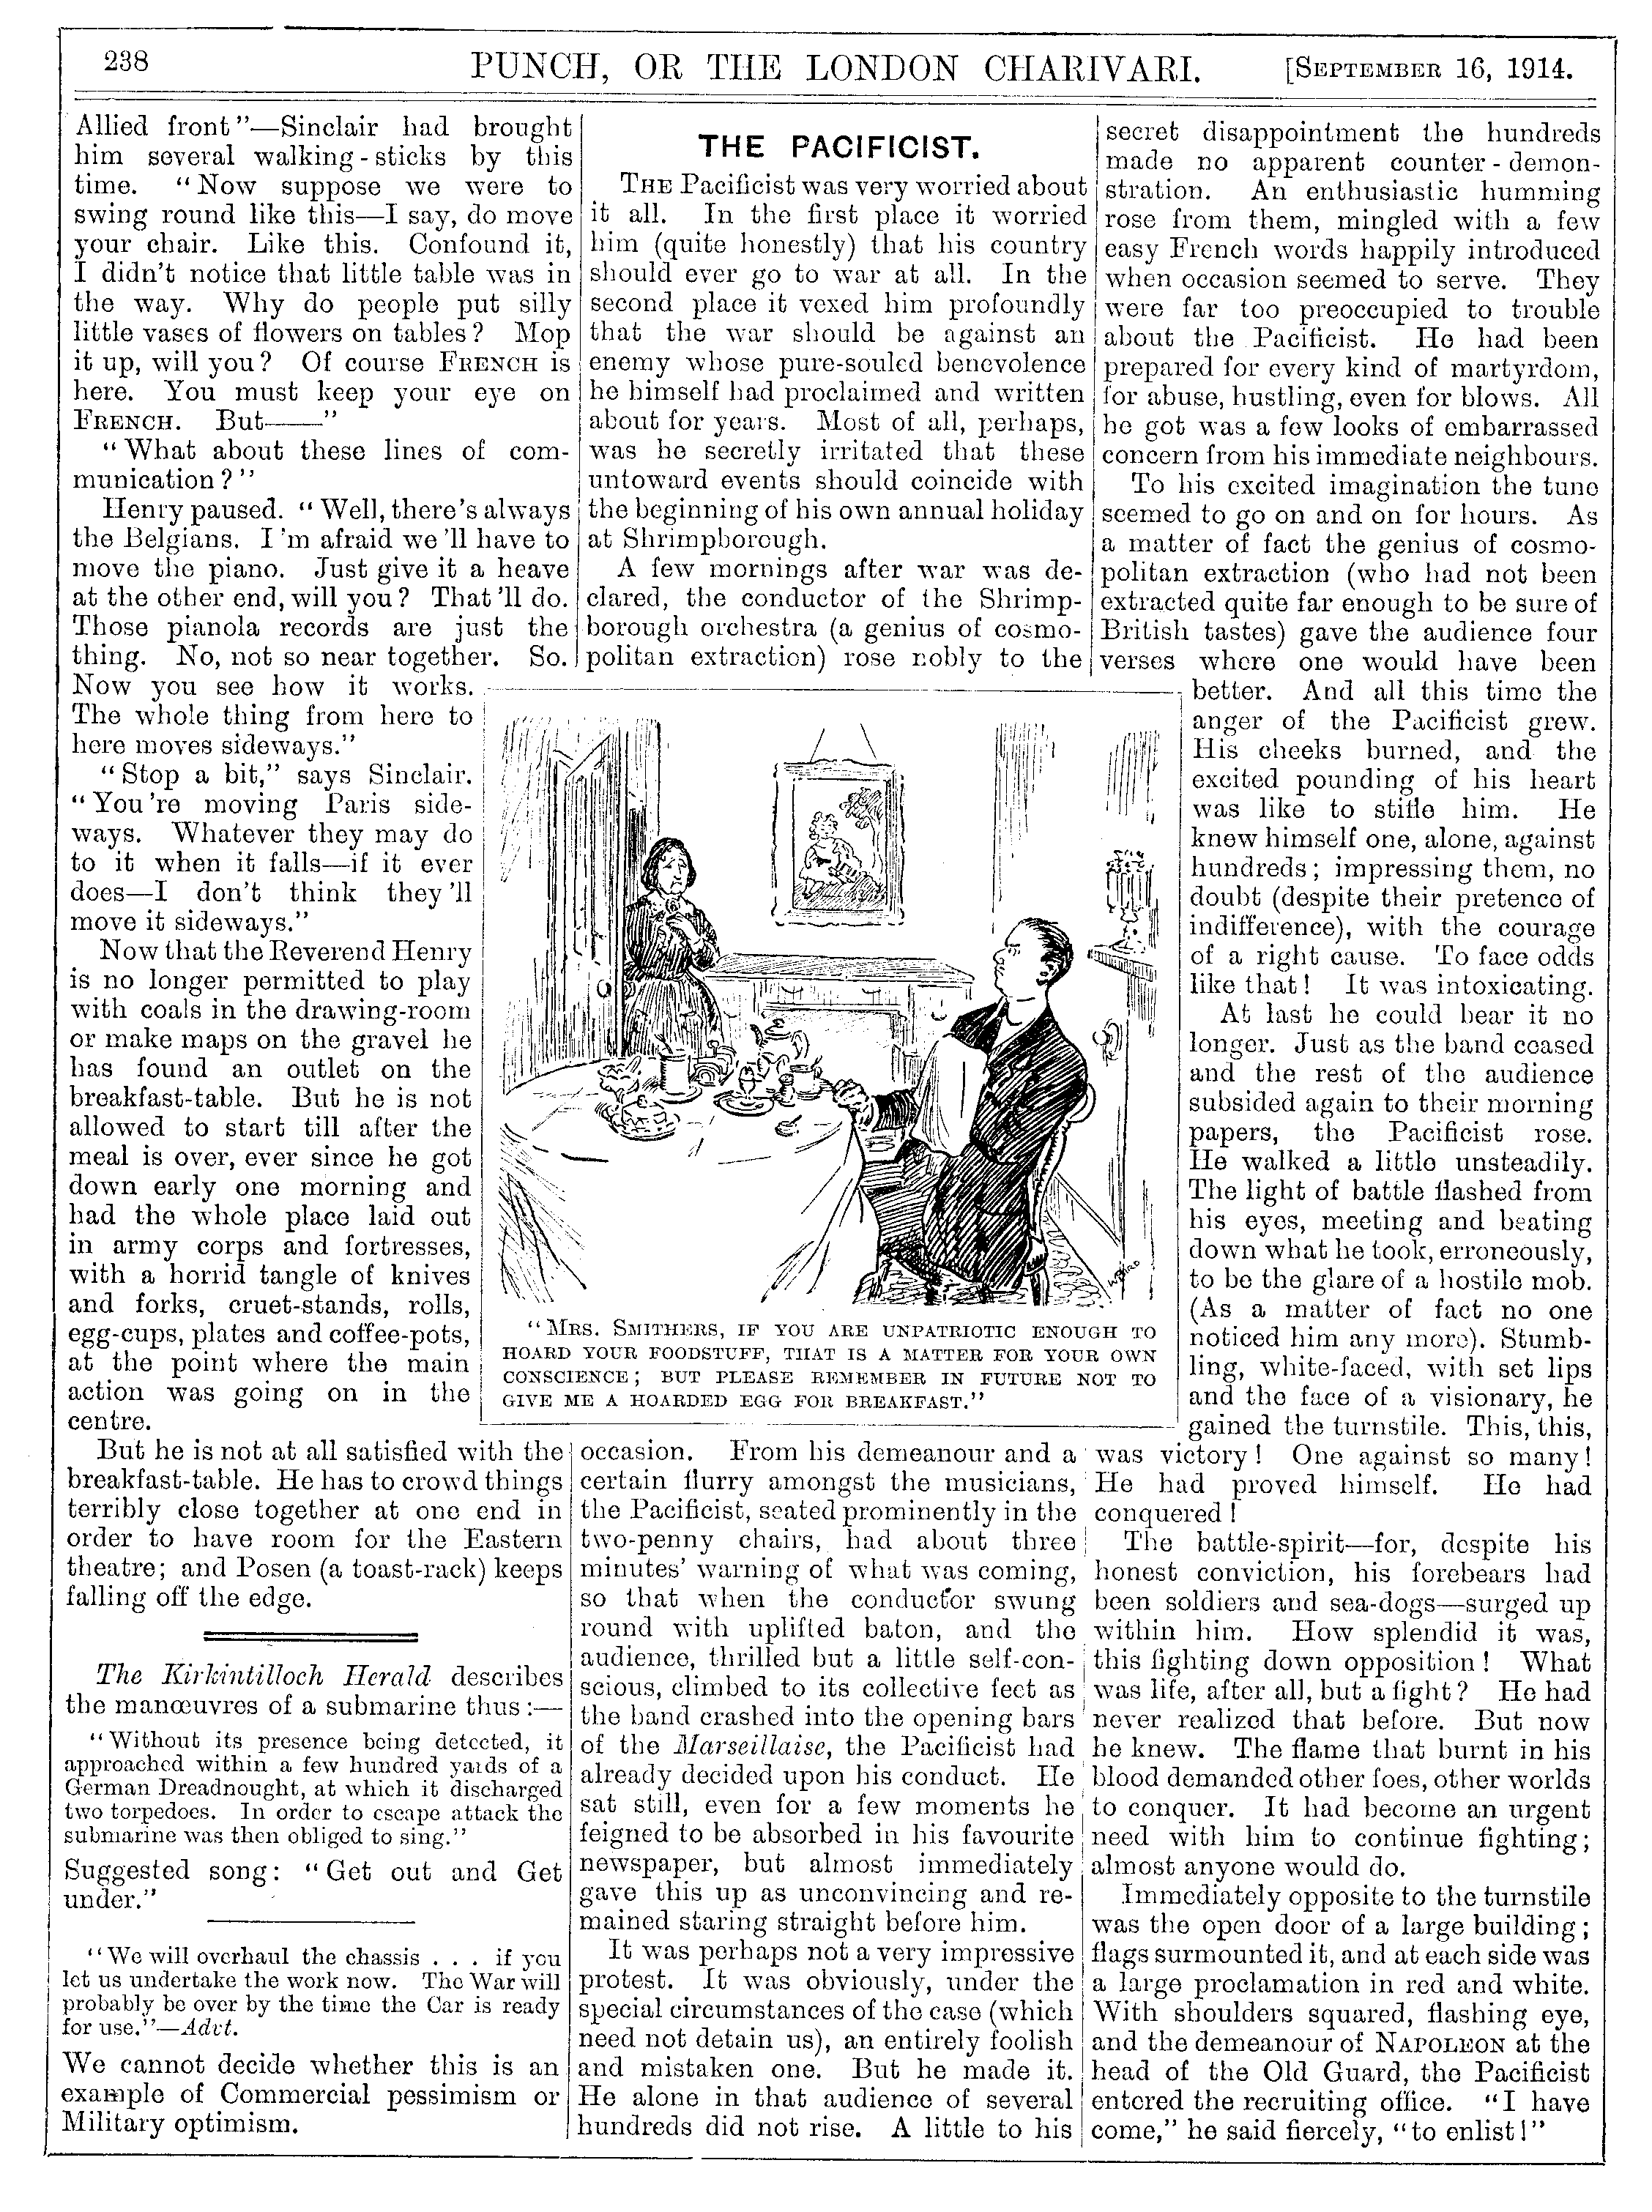 238
PUNCH, OR THE LONDON CHARIVARI.
[SEPTEMBER 16, 1914.
Allied front"—Sinclair had brought
him several walking-sticks by this
time. "Now suppose we were to
swing round like this—I say, do move
your chair. Like this. Confound it,
I didn't notice that little table was in
the way. Why do people put silly
little vases of flowers on tables? Mop
it up, will you? Of course FRENCH is
here. You must keep your eye on
FRENCH. But——"
"What about these lines of com-
munication?"
Henry paused. "Well, there's always
the Belgians. I'm afraid we'll have to
move the piano. Just give it a heave
at the other end, will you? That'll do.
Those pianola records are just the
thing. No, not so near together. So.
Now you see how it works.
The whole thing from here to
here moves sideways."
"Stop a bit," says Sinclair.
"You're moving Paris side-
ways. Whatever they may do
to it when it falls—if it ever
does—I don't think they'll
move it sideways."
Now that the Reverend Henry
is no longer permitted to play
with coals in the drawing-room
or make maps on the gravel he
has found an outlet on the
breakfast-table. But he is not
allowed to start till after the
meal is over, ever since he got
down early one morning and
had the whole place laid out
in army corps and fortresses,
with a horrid tangle of knives
and forks, cruet-stands, rolls,
egg-cups, plates and coffee-pots,
at the point where the main
action was going on in the
centre.
But he is not at all satisfied with the
breakfast-table. He has to crowd things
terribly close together at one end in
order to have room for the Eastern
theatre; and Posen (a toast-rack) keeps
falling off the edge.
The Kirkintilloch Herald describes
the manœuvres of a submarine thus:—
"Without its presence being detected, it
approached within a few hundred yards of a
German Dreadnought, at which it discharged
two torpedoes. In order to escape attack the
submarine was then obliged to sing."
Suggested song: "Get out and Get
under."
"We will overhaul the chassis . . . if you
let us undertake the work now. The War will
probably be over by the time the Car is ready
for use."—Advt.
We cannot decide whether this is an
example of Commercial pessimism or
Military optimism.
THE PACIFICIST.
THE Pacificist was very worried about
it all. In the first place it worried
him (quite honestly) that his country
should ever go to war at all. In the
second place it vexed him profoundly
that the war should be against an
enemy whose pure-souled benevolence
he himself had proclaimed and written
about for years. Most of all, perhaps,
was he secretly irritated that these
untoward events should coincide with
the beginning of his own annual holiday
at Shrimpborough.
A few mornings after war was de-
clared, the conductor of the Shrimp-
borough orchestra (a genius of cosmo-
politan extraction) rose nobly to the
W. BIRD
"MRS. SMITHERS, IF YOU ARE UNPATRIOTIC ENOUGH TO
HOARD YOUR FOODSTUFF, THAT IS A MATTER FOR YOUR OWN
CONSCIENCE; BUT PLEASE REMEMBER IN FUTURE NOT TO
GIVE ME A HOARDED EGG FOR BREAKFAST."
occasion. From his demeanour and a
certain flurry amongst the musicians,
the Pacificist, seated prominently in the
two-penny chairs, had about three
minutes' warning of what was coming,
so that when the conductor swung
round with uplifted baton, and the
audience, thrilled but a little self-con-
scious, climbed to its collective feet as
the band crashed into the opening bars
of the Marseillaise, the Pacificist had
already decided upon his conduct. He
sat still, even for a few moments he
feigned to be absorbed in his favourite
newspaper, but almost immediately
gave this up as unconvincing and re-
mained staring straight before him.
It was perhaps not a very impressive
protest. It was obviously, under the
special circumstances of the case (which
need not detain us), an entirely foolish
and mistaken one. But he made it.
He alone in that audience of several
hundreds did not rise. A little to his
secret disappointment the hundreds
made no apparent counter-demon-
stration. An enthusiastic humming
rose from them, mingled with a few
easy French words happily introduced
when occasion seemed to serve. They
were far too preoccupied to trouble
about the Pacificist. He had been
prepared for every kind of martyrdom,
for abuse, hustling, even for blows. All
he got was a few looks of embarrassed
concern from his immediate neighbours.
To his excited imagination the tune
seemed to go on and on for hours. As
a matter of fact the genius of cosmo-
politan extraction (who had not been
extracted quite far enough to be sure of
British tastes) gave the audience four
verses where one would have been
better. And all this time the
anger of the Pacificist grew.
His cheeks burned, and the
excited pounding of his heart
was like to stifle him. He
knew himself one, alone, against
hundreds; impressing them, no
doubt (despite their pretence of
indifference), with the courage
of a right cause. To face odds
like that! It was intoxicating.
At last he could bear it no
longer. Just as the band ceased
and the rest of the audience
subsided again to their morning
papers, the Pacificist rose.
He walked a little unsteadily.
The light of battle flashed from
his eyes, meeting and beating
down what he took, erroneously,
to be the glare of a hostile mob.
(As a matter of fact no one
noticed him any more). Stumb-
ling, white-faced, with set lips
and the face of a visionary, he
gained the turnstile. This, this,
was victory! One against so many!
He had proved himself. He had
conquered!
The battle-spirit—for, despite his
honest conviction, his forebears had
been soldiers and sea-dogs—surged up
within him. How splendid it was,
this fighting down opposition! What
was life, after all, but a fight? He had
never realized that before. But now
he knew. The flame that burnt in his
blood demanded other foes, other worlds
to conquer. It had become an urgent
need with him to continue fighting;
almost anyone would do.
Immediately opposite to the turnstile
was the open door of a large building;
flags surmounted it, and at each side was
a large proclamation in red and white.
With shoulders squared, flashing eye,
and the demeanour of NAPOLEON at the
head of the Old Guard, the Pacificist
entered the recruiting office. "I have
come," he said fiercely, "to enlist!"